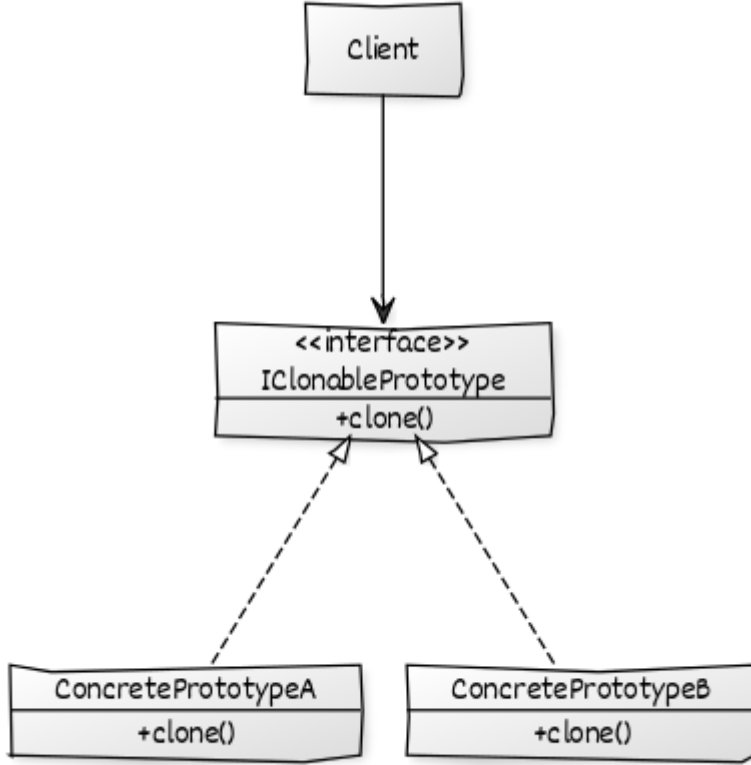 Client
<<interface>>
IClonablePrototype
+clone()
ConcretePrototypeA
+clone()
ConcretePrototypeB
+clone()